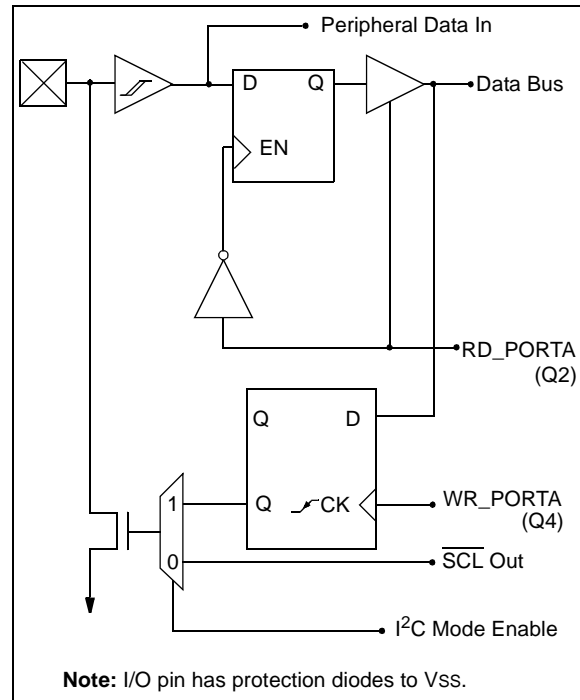 Peripheral Data In
D Q
Data Bus
EN
RD_PORTA
(Q2)
Q D
1
Q CK
WR_PORTA
(Q4)
0
S̅C̅L̅ Out
I²C Mode Enable
Note: I/O pin has protection diodes to VSS.